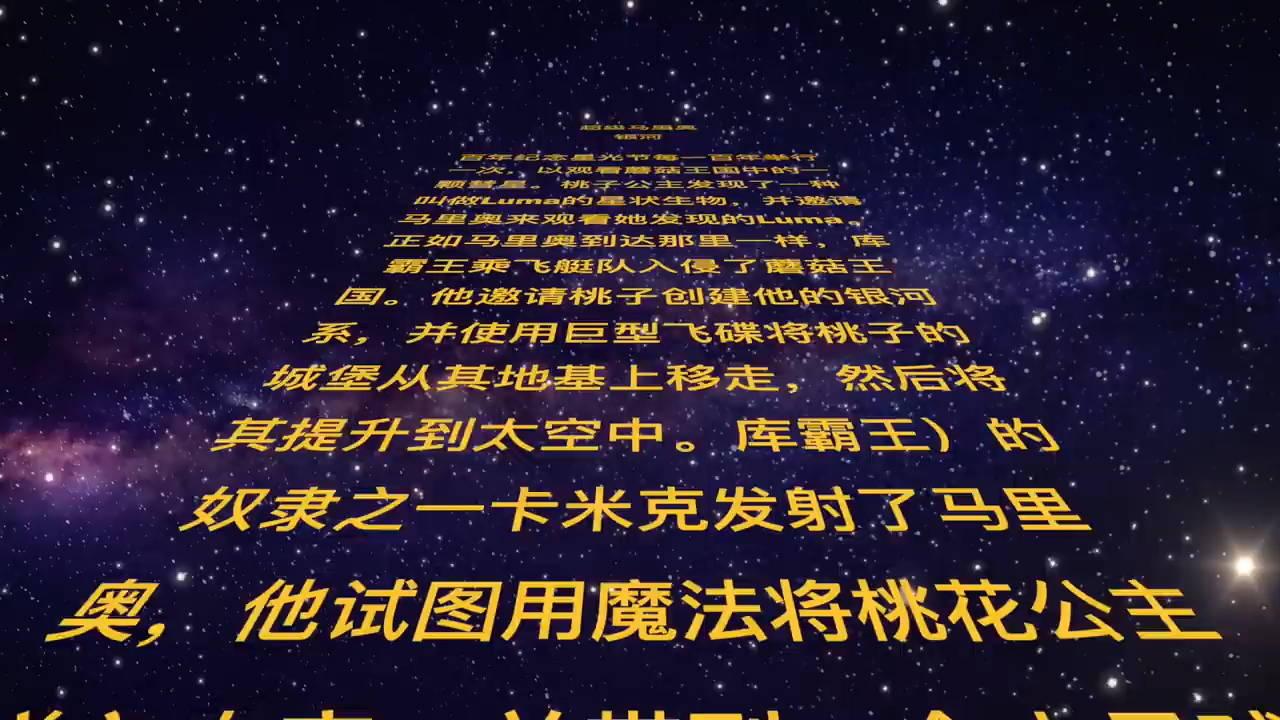 超级马里奥
银河
百年纪念星光节每一百年举行
一次，以观看蘑菇王国中的一
颗彗星。桃子公主发现了一种
叫做Luma的星状生物，并邀请
马里奥来观看她发现的Luma。
正如马里奥到达那里一样，库
霸王乘飞艇队入侵了蘑菇王
国。他邀请桃子创建他的银河
系，并使用巨型飞碟将桃子的
城堡从其地基上移走，然后将
其提升到太空中。库霸王）的
奴隶之一卡米克发射了马里
奥，他试图用魔法将桃花公主